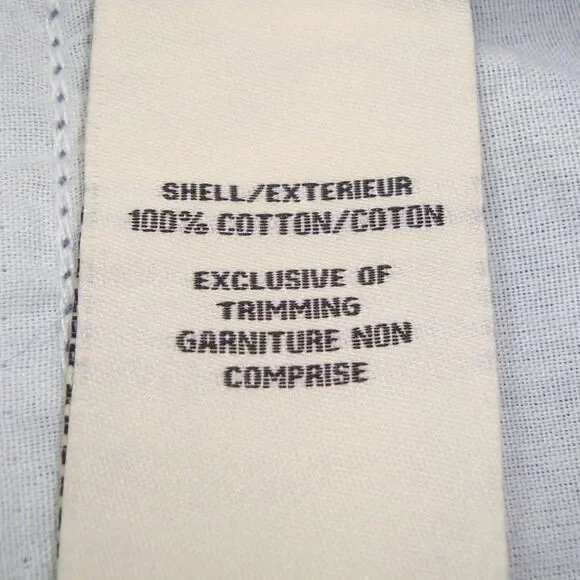 SHELL/EXTERIEUR
100% COTTON/COTON
EXCLUSIVE OF
TRIMMING
GARNITURE NON
COMPRISE